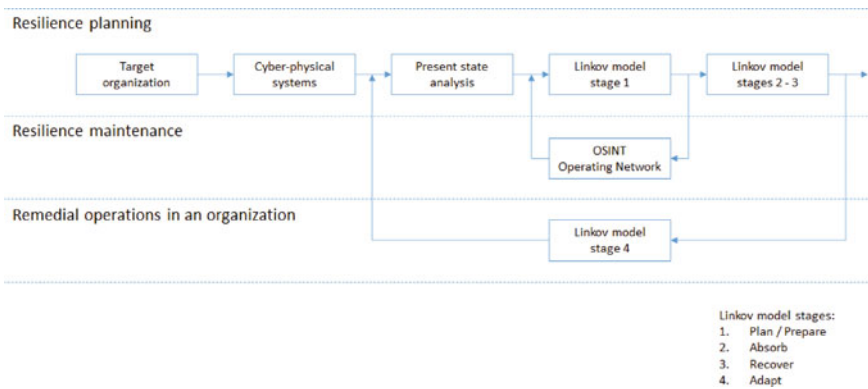 Resilience planning
Target
organization
Cyber-physical
systems
Present state
analysis
Linkov model
stage 1
Linkov model
stages 2 - 3
Resilience maintenance
OSINT
Operating Network
Remedial operations in an organization
Linkov model
stage 4
Linkov model stages:
1. Plan / Prepare
2. Absorb
3. Recover
4. Adapt